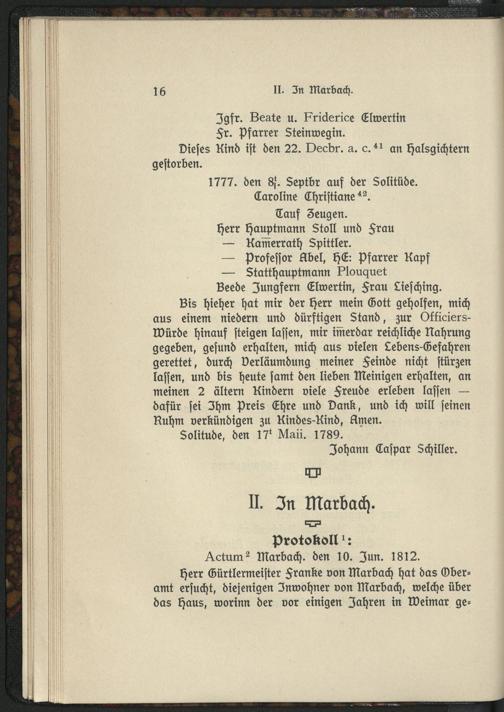 16 II. In Marbach.
Igfr. Beate u. Friderice Elwertin
Fr. Pfarrer Steinwegin.
Dieses Kind ist den 22. Decbr. a. c.⁴¹ an Halsgichtern
gestorben.
1777. den 8ᵗ. Septbr auf der Solitüde.
Caroline Christiane⁴².
Tauf Zeugen.
Herr Hauptmann Stoll und Frau
— Kam̅errath Spittler.
— Professor Abel, HE: Pfarrer Kapf
— Statthauptmann Plouquet
Beede Jungfern Elwertin, Frau Liesching.
Bis hieher hat mir der Herr mein Gott geholfen, mich
aus einem niedern und dürftigen Stand, zur Officiers-
Würde hinauf steigen lassen, mir im̅erdar reichliche Nahrung
gegeben, gesund erhalten, mich aus vielen Lebens-Gefahren
gerettet, durch Verläumdung meiner Feinde nicht stürzen
lassen, und bis heute samt den lieben Meinigen erhalten, an
meinen 2 ältern Kindern viele Freude erleben lassen —
dafür sei Ihm Preis Ehre und Dank, und ich will seinen
Ruhm verkündigen zu Kindes-Kind, Amen.
Solitude, den 17ᵗ Maii. 1789.
Johann Caspar Schiller.
II. In Marbach.
Protokoll¹:
Actum² Marbach. den 10. Jun. 1812.
Herr Gürtlermeister Franke von Marbach hat das Ober-
amt ersucht, diejenigen Inwohner von Marbach, welche über
das Haus, worinn der vor einigen Jahren in Weimar ge-